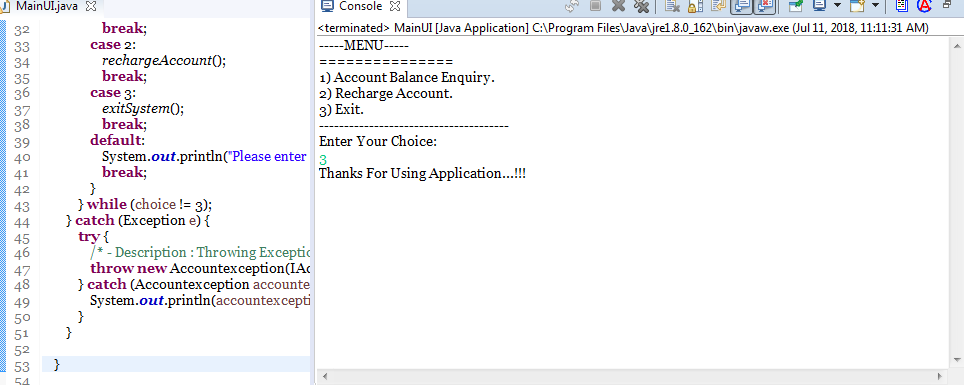 MainUI.java
32 break;
33 case 2:
34 rechargeAccount();
35 break;
36 case 3:
37 exitSystem();
38 break;
39 default:
40 System.out.println("Please enter
41 break;
42 }
43 } while (choice != 3);
44 } catch (Exception e) {
45 try {
46 /* - Description : Throwing
47 throw new Accountexception(
48 } catch (Accountexception
49 System.out.println(
50 }
51 }
52
53 }
54
Console
<terminated> MainUI [Java Application] C:\Program Files\Java\jre1.8.0_162\bin\javaw.exe (Jul 11, 2018, 11:11:31 AM)
-----MENU-----
===============
1) Account Balance Enquiry.
2) Recharge Account.
3) Exit.
--------------------------------------
Enter Your Choice:
3
Thanks For Using Application...!!!